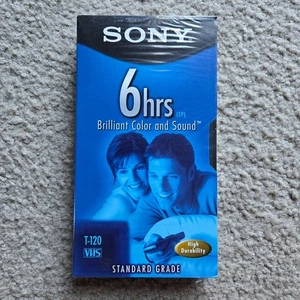 SONY
6hrs (EP)
Brilliant Color and Sound™
T-120
VHS
High
Durability
STANDARD GRADE